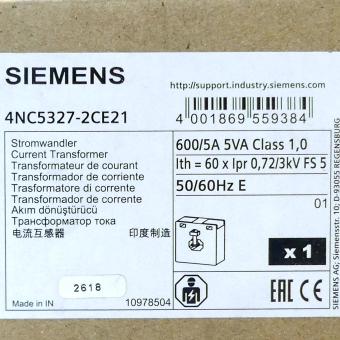 SIEMENS
http://support.industry.siemens.com
4NC5327-2CE21
4 001869 559384
Stromwandler
Current Transformer
Transformateur de courant
Transformador de corriente
Trasformatore di corrente
Transformador de corrente
Akım dönüştürücü
Трансформатор тока
电流互感器 印度制造
600/5A 5VA Class 1,0
Ith = 60 x Ipr 0,72/3kV FS 5
50/60Hz E
01
x 1
2618
Made in IN
10978504
EAC CE
SIEMENS AG; Siemensstr. 10, D-93055 REGENSBURG